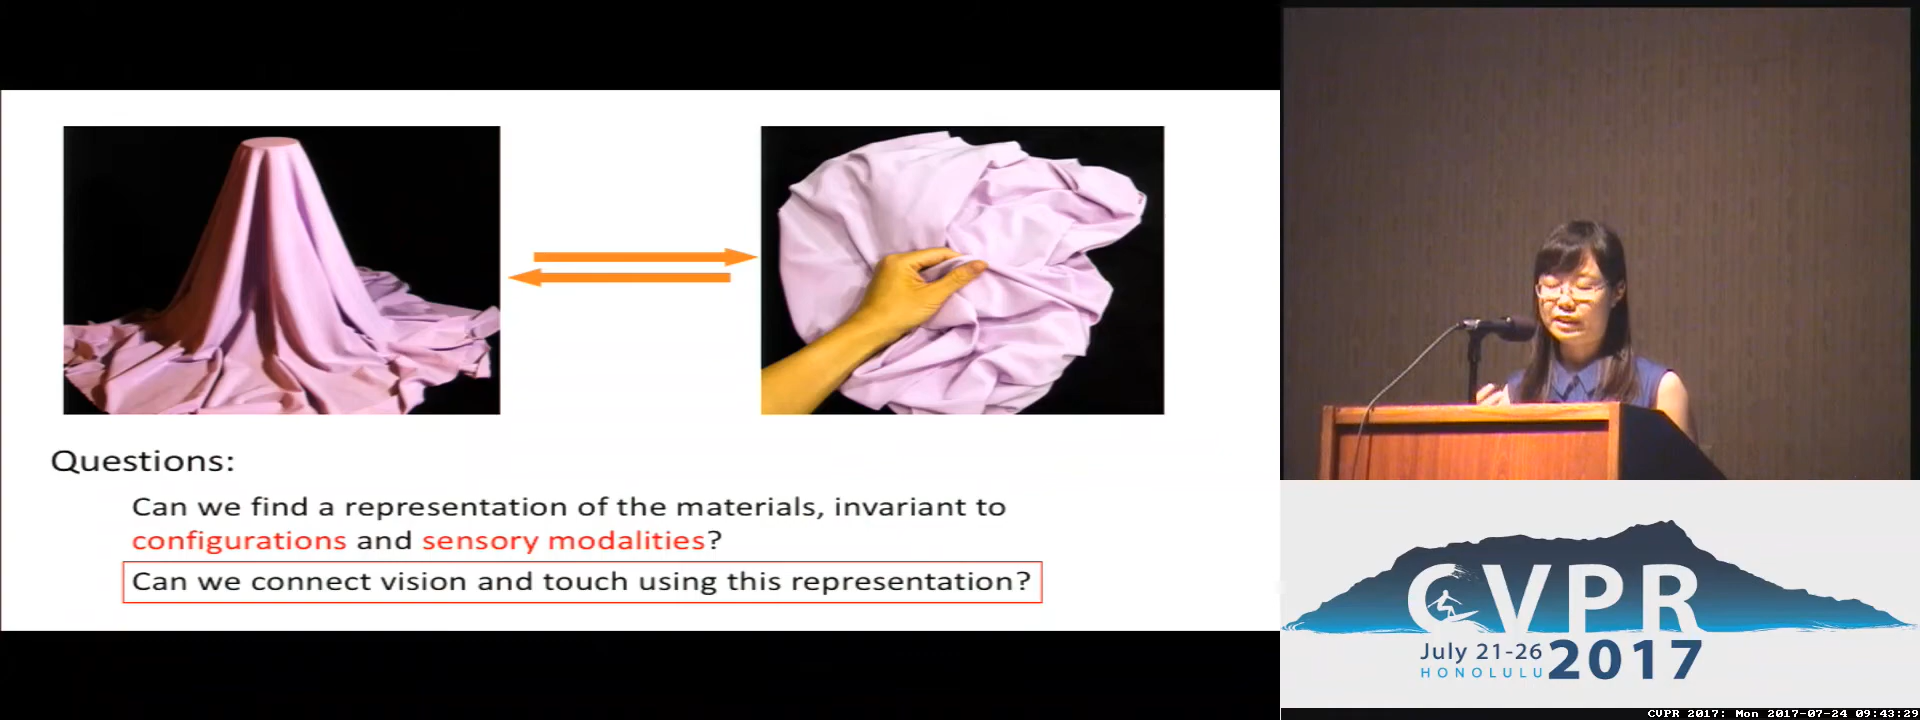 Questions:
Can we find a representation of the materials, invariant to
configurations and sensory modalities?
Can we connect vision and touch using this representation?
CVPR
July 21-26
HONOLULU
2017
CVPR 2017: Mon 2017-07-24 09:43:29